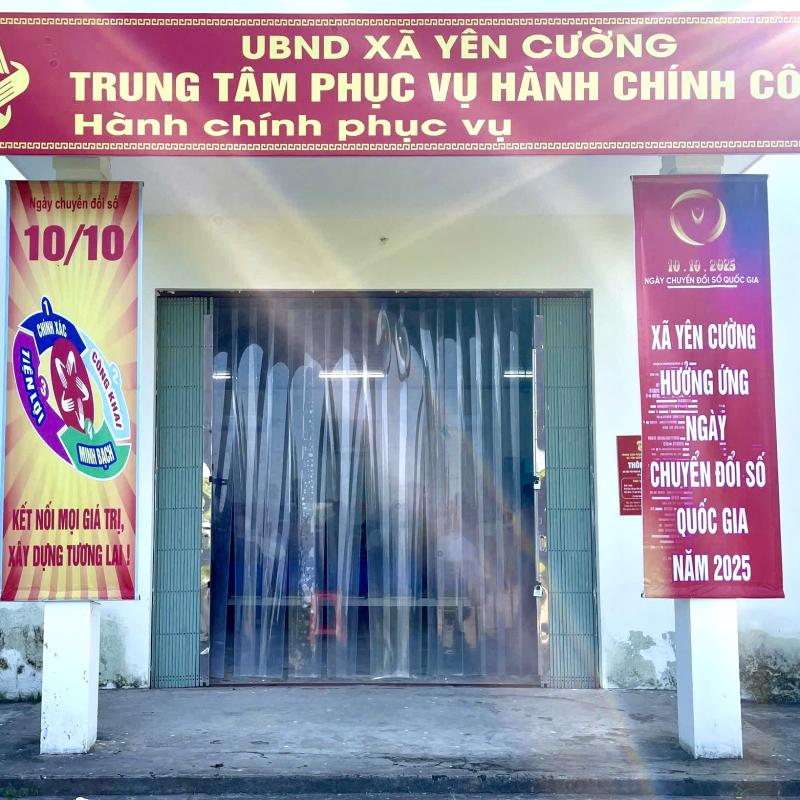 UBND XÃ YÊN CƯỜNG
TRUNG TÂM PHỤC VỤ HÀNH CHÍNH CÔ
Hành chính phục vụ
Ngày chuyển đổi số
10/10
CHÍNH XÁC
CÔNG KHAI
MINH BẠCH
TIỆN LỢI
KẾT NỐI MỌI GIÁ TRỊ,
XÂY DỰNG TƯƠNG LAI !
10.10.2025
NGÀY CHUYỂN ĐỔI SỐ QUỐC GIA
XÃ YÊN CƯỜNG
HƯỞNG ỨNG
NGÀY
CHUYỂN ĐỔI SỐ
QUỐC GIA
NĂM 2025